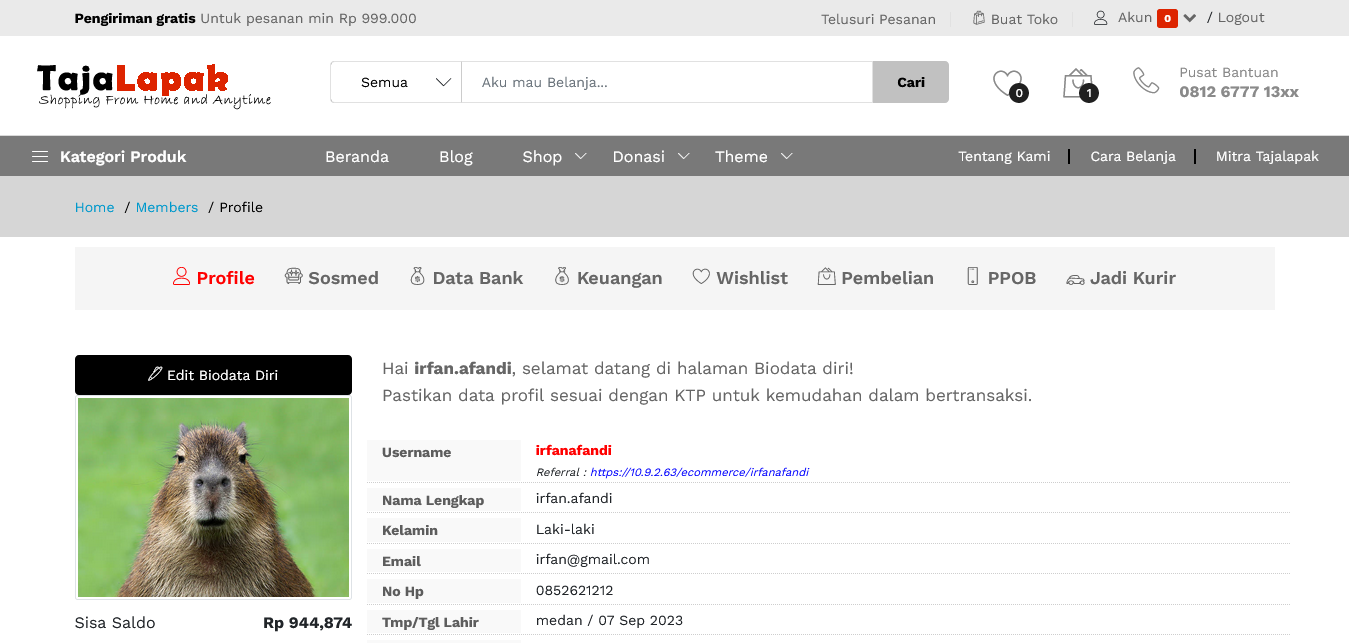 Pengiriman gratis Untuk pesanan min Rp 999.000
Telusuri Pesanan Buat Toko Akun 0 / Logout
TajaLapak
Shopping From Home and Anytime
Semua Aku mau Belanja... Cari
0 1
Pusat Bantuan
0812 6777 13xx
Kategori Produk Beranda Blog Shop Donasi Theme Tentang Kami Cara Belanja Mitra Tajalapak
Home / Members / Profile
Profile Sosmed Data Bank Keuangan Wishlist Pembelian PPOB Jadi Kurir
Edit Biodata Diri
Hai irfan.afandi, selamat datang di halaman Biodata diri!
Pastikan data profil sesuai dengan KTP untuk kemudahan dalam bertransaksi.
Username irfanafandi
Referral : https://10.9.2.63/ecommerce/irfanafandi
Nama Lengkap irfan.afandi
Kelamin Laki-laki
Email irfan@gmail.com
No Hp 0852621212
Tmp/Tgl Lahir medan / 07 Sep 2023
Sisa Saldo Rp 944,874